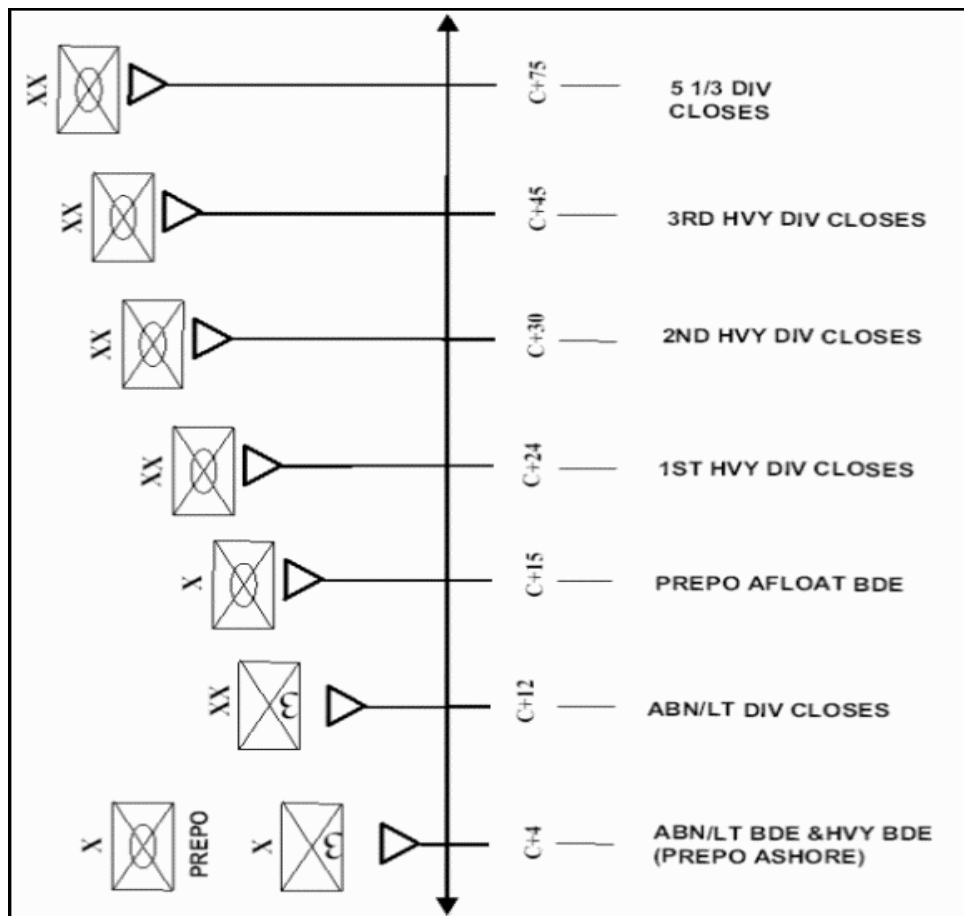 XX
C+75
5 1/3 DIV
CLOSES
XX
C+45
3RD HVY DIV CLOSES
XX
C+30
2ND HVY DIV CLOSES
XX
C+24
1ST HVY DIV CLOSES
X
C+15
PREPO AFLOAT BDE
XX
C+12
ABN/LT DIV CLOSES
X
PREPO
X
C+4
ABN/LT BDE &HVY BDE
(PREPO ASHORE)